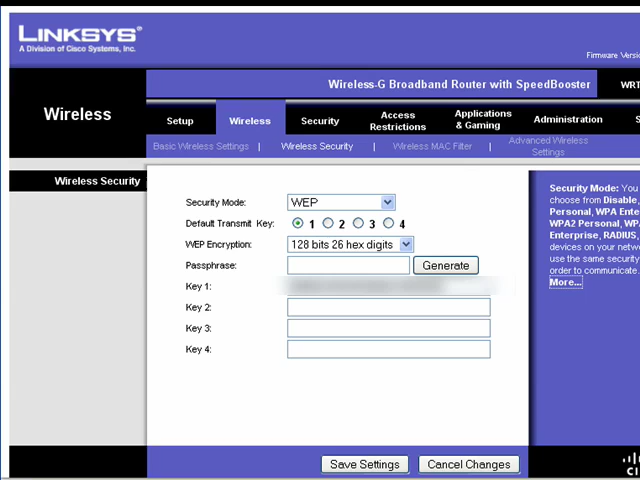 LINKSYS®
A Division of Cisco Systems, Inc.
Firmware Versi
Wireless-G Broadband Router with SpeedBooster WRT
Wireless
Setup Wireless Security Access Restrictions Applications & Gaming Administration S
Basic Wireless Settings | Wireless Security | Wireless MAC Filter | Advanced Wireless Settings
Wireless Security
Security Mode: WEP
Default Transmit Key: 1 2 3 4
WEP Encryption: 128 bits 26 hex digits
Passphrase: Generate
Key 1:
Key 2:
Key 3:
Key 4:
Security Mode: You
choose from Disable,
Personal, WPA Ente
WPA2 Personal, WP
Enterprise, RADIUS,
devices on your netw
use the same security
order to communicate.
More...
Save Settings Cancel Changes